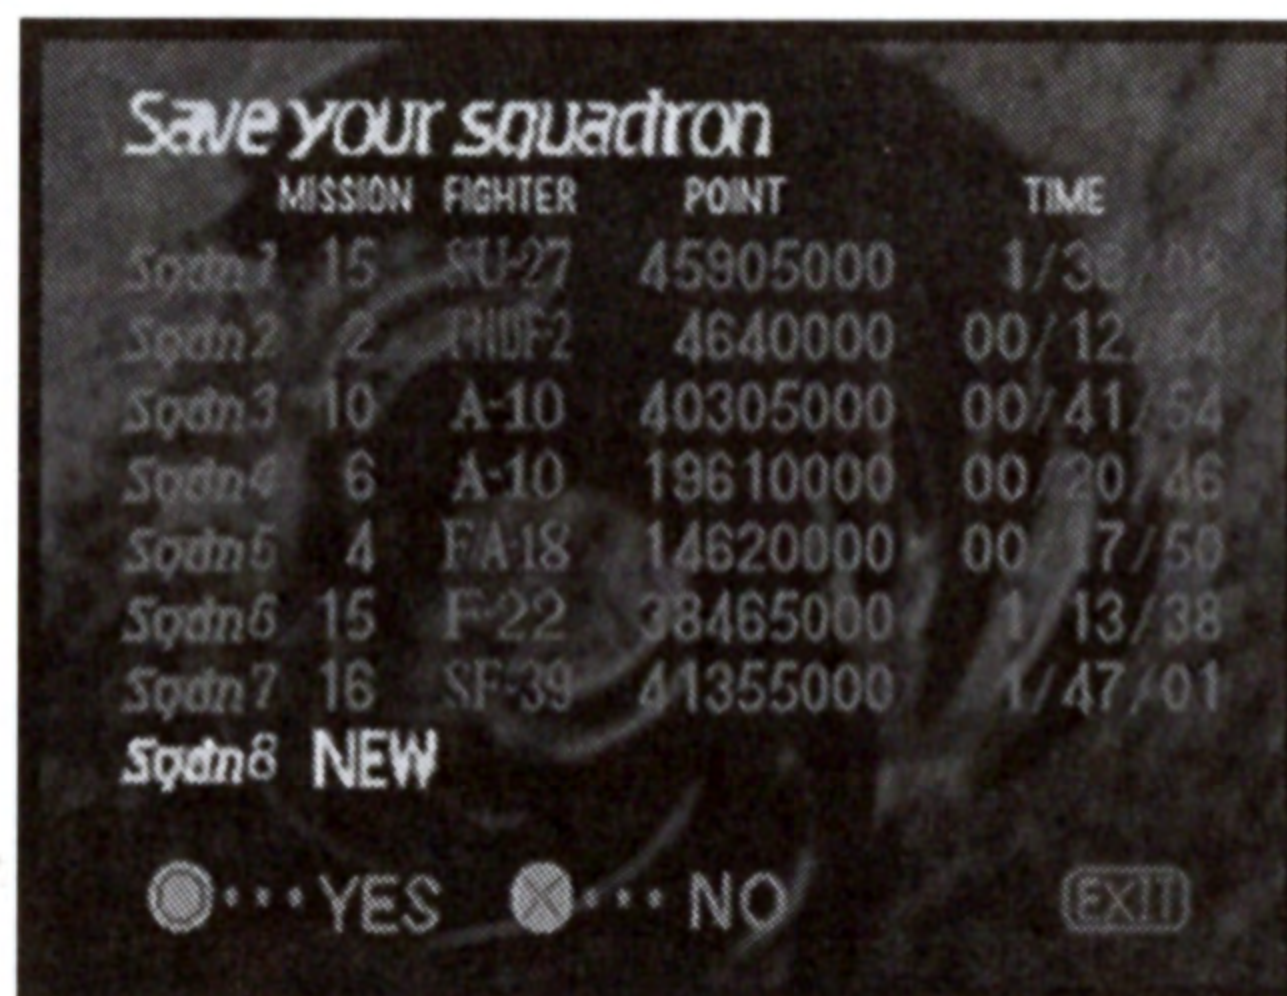 Save your squadron
MISSION FIGHTER POINT TIME
Sqdn1 15 SU-27 45905000
Sqdn2 2 4640000
Sqdn3 10 A-10 40305000 00/41/54
Sqdn4 6 A-10 19610000 00/20/46
Sqdn5 4 FA-18 14620000
Sqdn6 15 F-22 38465000 1/13/38
Sqdn7 16 SF-39 41355000 1/47/01
Sqdn8 NEW
···YES ···NO EXIT